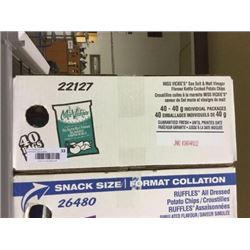 22127
MISS VICKIE'S Sea Salt & Malt Vinegar
Flavour Kettle Cooked Potato Chips
Croustilles cuites à la marmite MISS VICKIE'S
saveur de Sel marin et vinaigre de malt
40 - 40 g INDIVIDUAL PACKAGES
40 EMBALLAGES INDIVIDUELS DE 40 g
GUARANTEED FRESH - UNTIL PRINTED DATE
FRAÎCHEUR GARANTIE - JUSQU'À LA DATE INSCRITE
SNACK SIZE FORMAT COLLATION
26480
RUFFLES All Dressed
Potato Chips / Croustilles
RUFFLES Assaisonnées